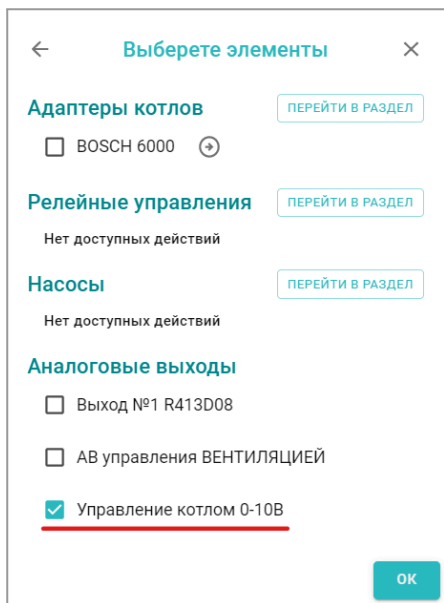 Выберете элементы
Адаптеры котлов ПЕРЕЙТИ В РАЗДЕЛ
BOSCH 6000
Релейные управления ПЕРЕЙТИ В РАЗДЕЛ
Нет доступных действий
Насосы ПЕРЕЙТИ В РАЗДЕЛ
Нет доступных действий
Аналоговые выходы
Выход №1 R413D08
АВ управления ВЕНТИЛЯЦИЕЙ
Управление котлом 0-10В
ОК